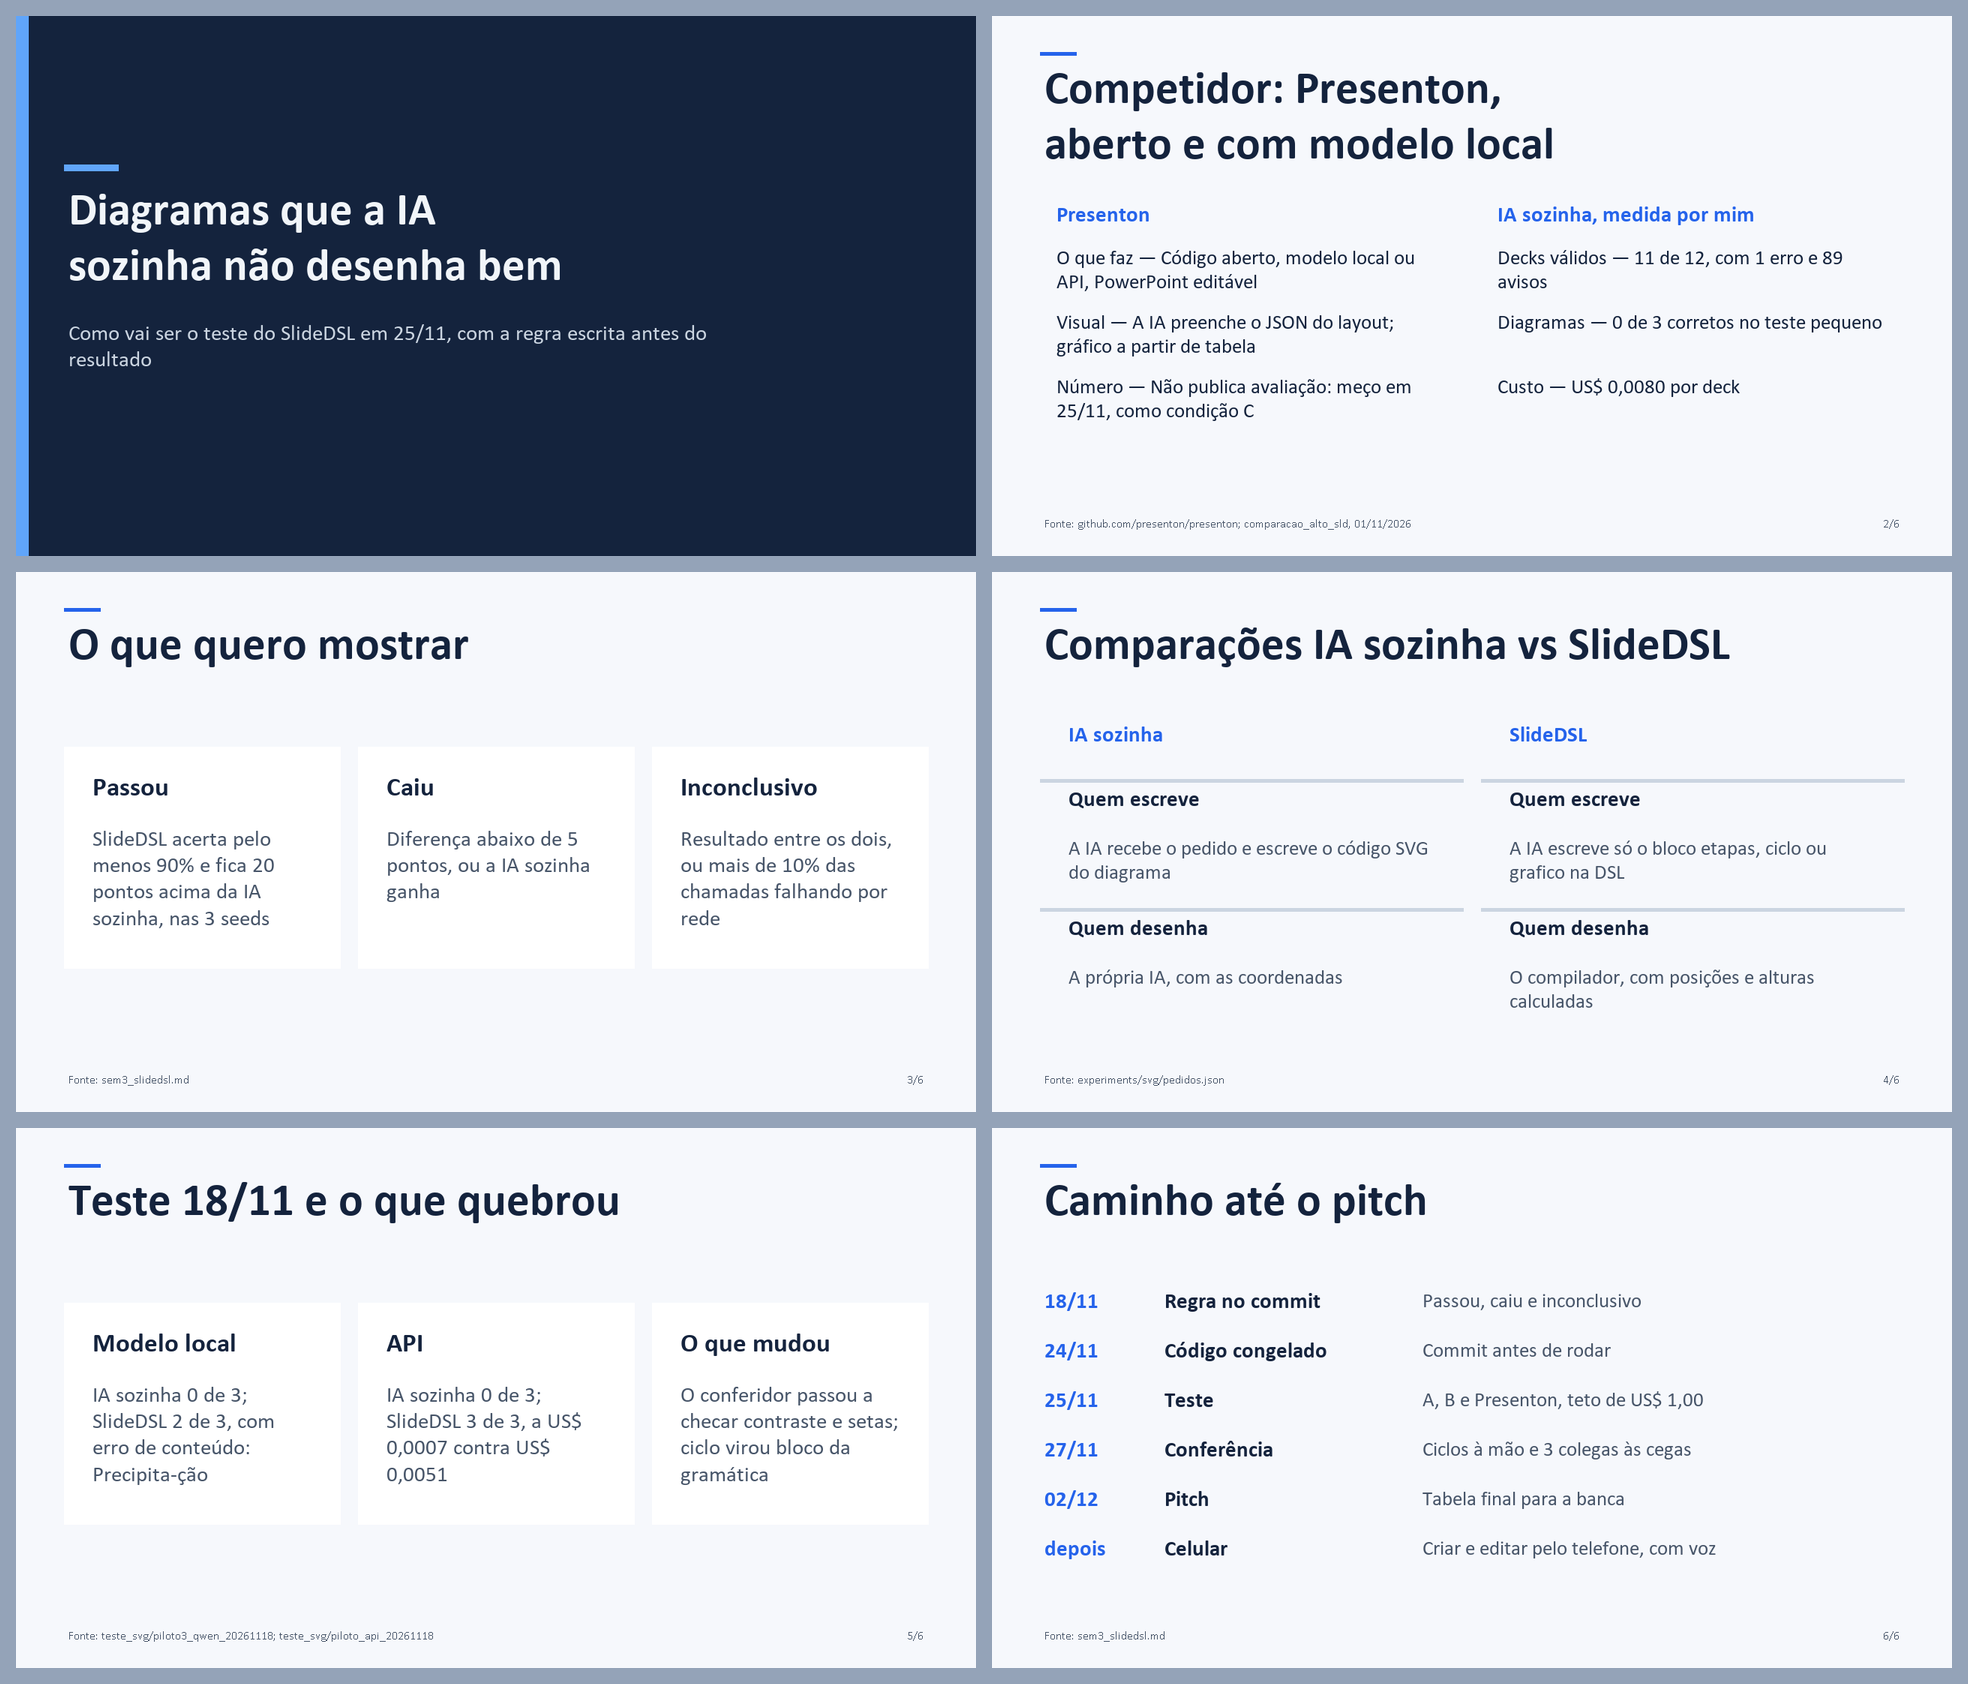 Diagramas que a IA
sozinha não desenha bem
Como vai ser o teste do SlideDSL em 25/11, com a regra escrita antes do
resultado
Competidor: Presenton,
aberto e com modelo local
Presenton
O que faz — Código aberto, modelo local ou
API, PowerPoint editável
Visual — A IA preenche o JSON do layout;
gráfico a partir de tabela
Número — Não publica avaliação: meço em
25/11, como condição C
IA sozinha, medida por mim
Decks válidos — 11 de 12, com 1 erro e 89
avisos
Diagramas — 0 de 3 corretos no teste pequeno
Custo — US$ 0,0080 por deck
Fonte: github.com/presenton/presenton; comparacao_alto_sld, 01/11/2026
2/6
O que quero mostrar
Passou
SlideDSL acerta pelo
menos 90% e fica 20
pontos acima da IA
sozinha, nas 3 seeds
Caiu
Diferença abaixo de 5
pontos, ou a IA sozinha
ganha
Inconclusivo
Resultado entre os dois,
ou mais de 10% das
chamadas falhando por
rede
Fonte: sem3_slidedsl.md
3/6
Comparações IA sozinha vs SlideDSL
IA sozinha
Quem escreve
A IA recebe o pedido e escreve o código SVG
do diagrama
Quem desenha
A própria IA, com as coordenadas
SlideDSL
Quem escreve
A IA escreve só o bloco etapas, ciclo ou
grafico na DSL
Quem desenha
O compilador, com posições e alturas
calculadas
Fonte: experiments/svg/pedidos.json
4/6
Teste 18/11 e o que quebrou
Modelo local
IA sozinha 0 de 3;
SlideDSL 2 de 3, com
erro de conteúdo:
Precipita-ção
API
IA sozinha 0 de 3;
SlideDSL 3 de 3, a US$
0,0007 contra US$
0,0051
O que mudou
O conferidor passou a
checar contraste e setas;
ciclo virou bloco da
gramática
Fonte: teste_svg/piloto3_qwen_20261118; teste_svg/piloto_api_20261118
5/6
Caminho até o pitch
18/11 Regra no commit Passou, caiu e inconclusivo
24/11 Código congelado Commit antes de rodar
25/11 Teste A, B e Presenton, teto de US$ 1,00
27/11 Conferência Ciclos à mão e 3 colegas às cegas
02/12 Pitch Tabela final para a banca
depois Celular Criar e editar pelo telefone, com voz
Fonte: sem3_slidedsl.md
6/6